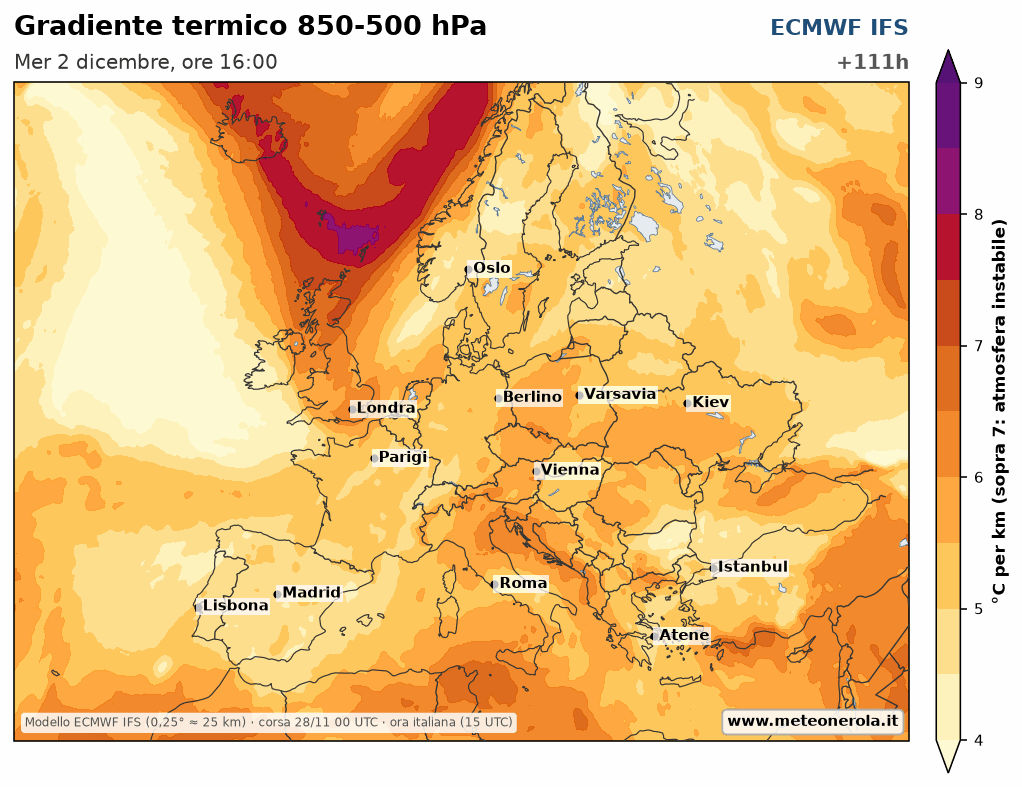 Gradiente termico 850-500 hPa
ECMWF IFS
Mer 2 dicembre, ore 16:00
+111h
Oslo
Londra
Berlino
Varsavia
Kiev
Parigi
Vienna
Istanbul
Roma
Madrid
Lisbona
Atene
9
8
7
6
5
4
°C per km (sopra 7: atmosfera instabile)
Modello ECMWF IFS (0,25° ≈ 25 km) · corsa 28/11 00 UTC · ora italiana (15 UTC)
www.meteonerola.it